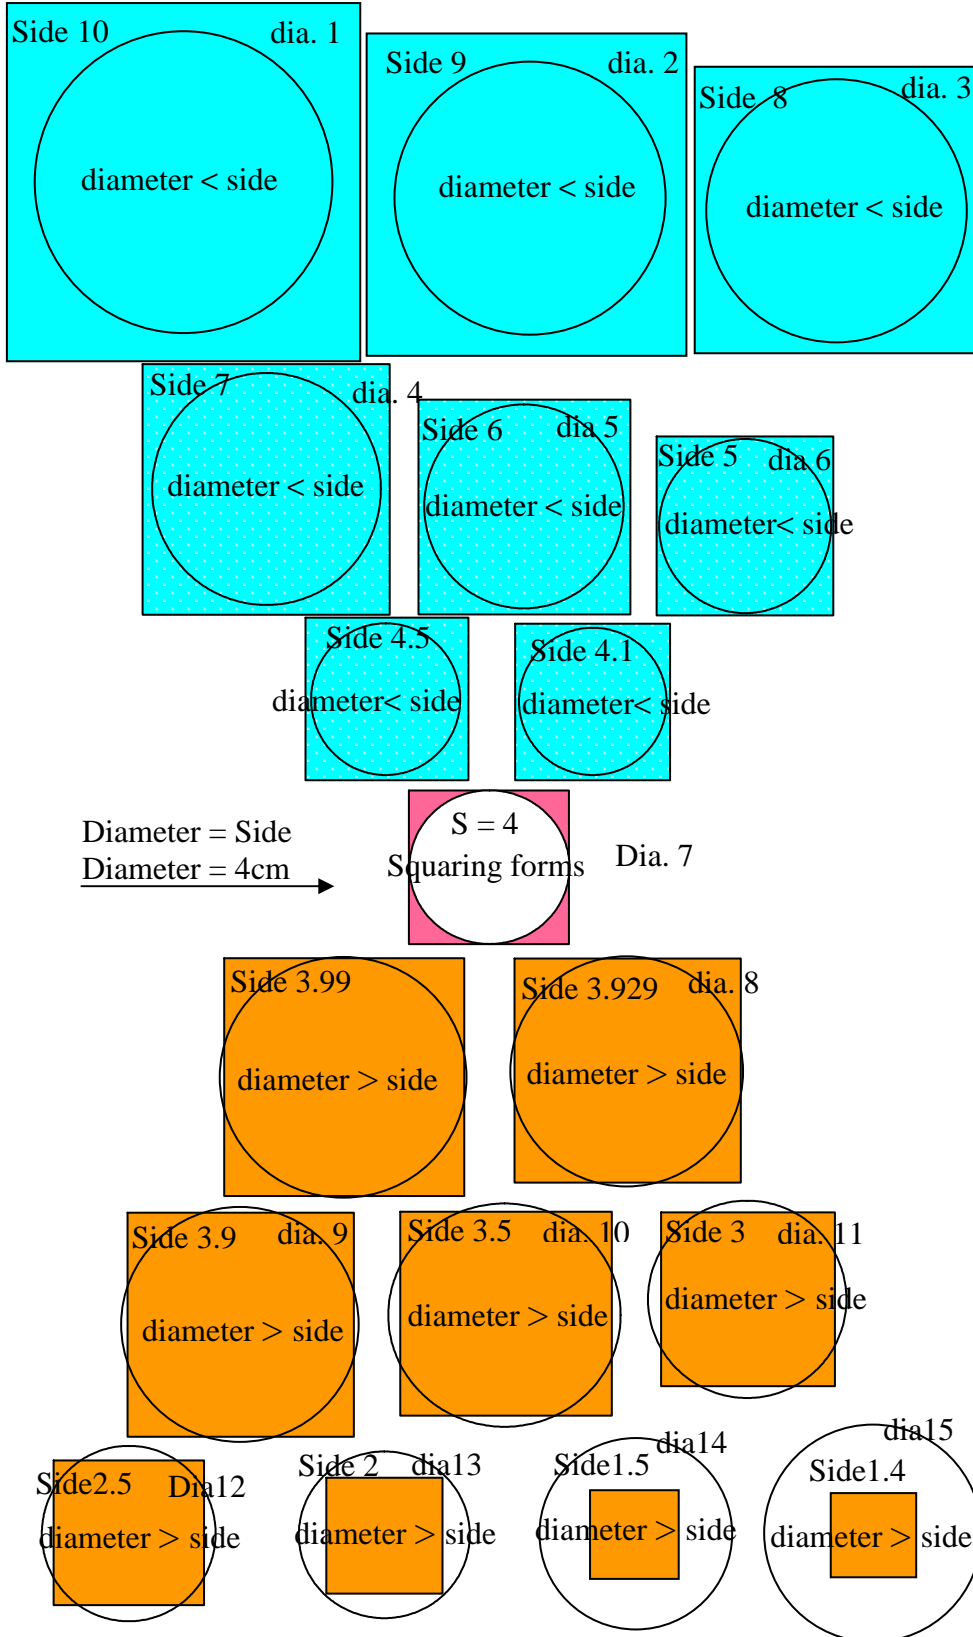 Side 10 dia. 1
diameter < side
Side 9 dia. 2
diameter < side
Side 8 dia. 3
diameter < side
Side 7 dia. 4
diameter < side
Side 6 dia 5
diameter < side
Side 5 dia 6
diameter< side
Side 4.5
diameter< side
Side 4.1
diameter< side
Diameter = Side
Diameter = 4cm
S = 4
Squaring forms
Dia. 7
Side 3.99
diameter > side
Side 3.929 dia. 8
diameter > side
Side 3.9 dia. 9
diameter > side
Side 3.5 dia. 10
diameter > side
Side 3 dia. 11
diameter > side
Side2.5 Dia12
diameter > side
Side 2 dia13
diameter > side
Side1.5 dia14
diameter > side
Side1.4 dia15
diameter > side